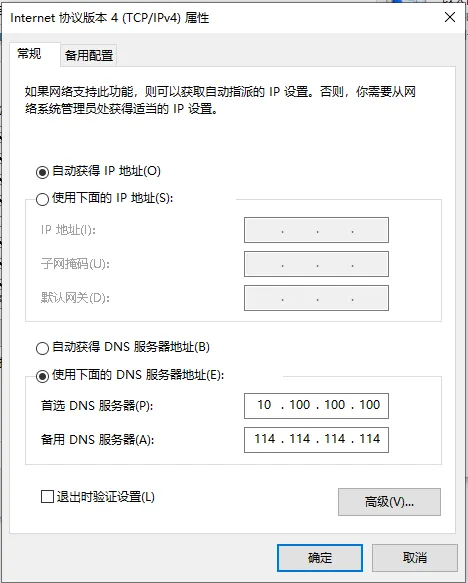 Internet 协议版本 4 (TCP/IPv4) 属性
常规 备用配置
如果网络支持此功能，则可以获取自动指派的 IP 设置。否则，你需要从网
络系统管理员处获得适当的 IP 设置。
自动获得 IP 地址(O)
使用下面的 IP 地址(S):
IP 地址(I): . . .
子网掩码(U): . . .
默认网关(D): . . .
自动获得 DNS 服务器地址(B)
使用下面的 DNS 服务器地址(E):
首选 DNS 服务器(P): 10 . 100 . 100 . 100
备用 DNS 服务器(A): 114 . 114 . 114 . 114
退出时验证设置(L)
高级(V)...
确定 取消